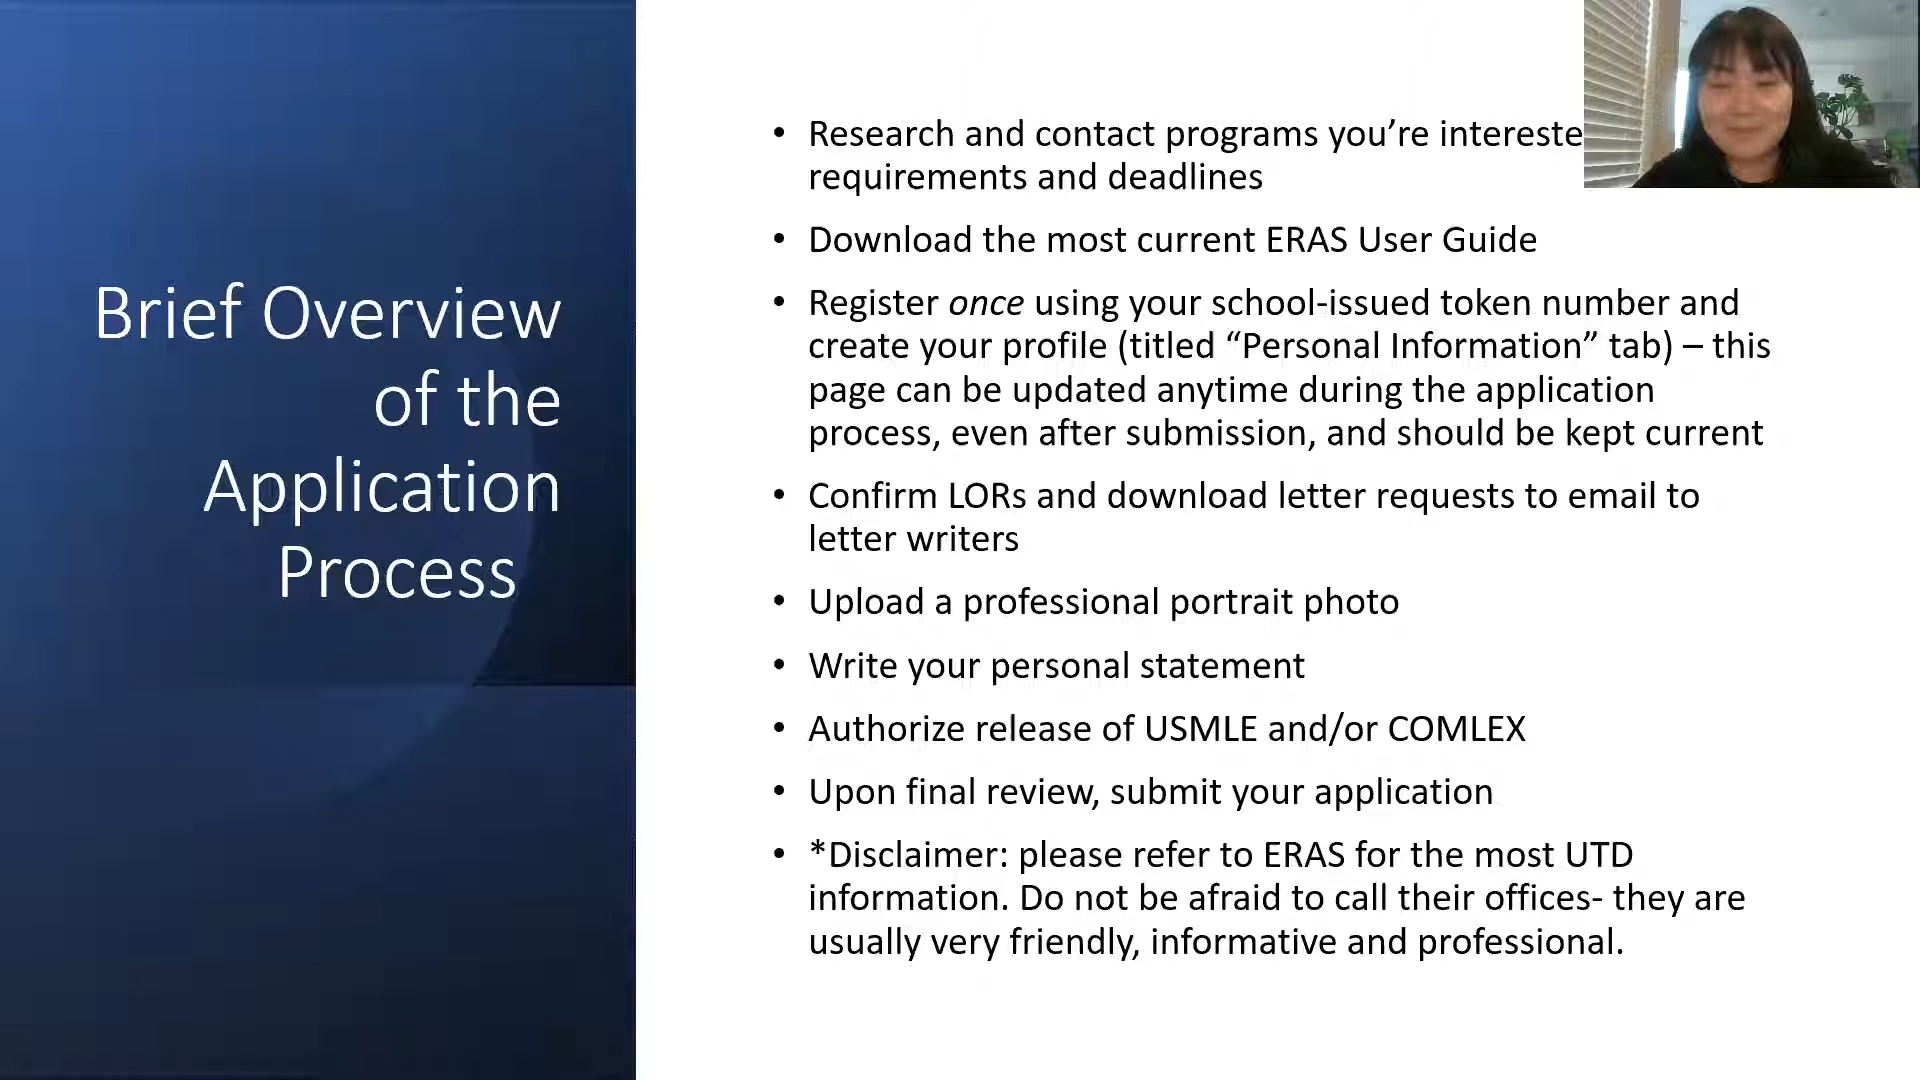 Brief Overview
of the
Application
Process
• Research and contact programs you’re
requirements and deadlines
• Download the most current ERAS User Guide
• Register once using your school-issued token number and
create your profile (titled “Personal Information” tab) – this
page can be updated anytime during the application
process, even after submission, and should be kept current
• Confirm LORs and download letter requests to email to
letter writers
• Upload a professional portrait photo
• Write your personal statement
• Authorize release of USMLE and/or COMLEX
• Upon final review, submit your application
• *Disclaimer: please refer to ERAS for the most UTD
information. Do not be afraid to call their offices- they are
usually very friendly, informative and professional.